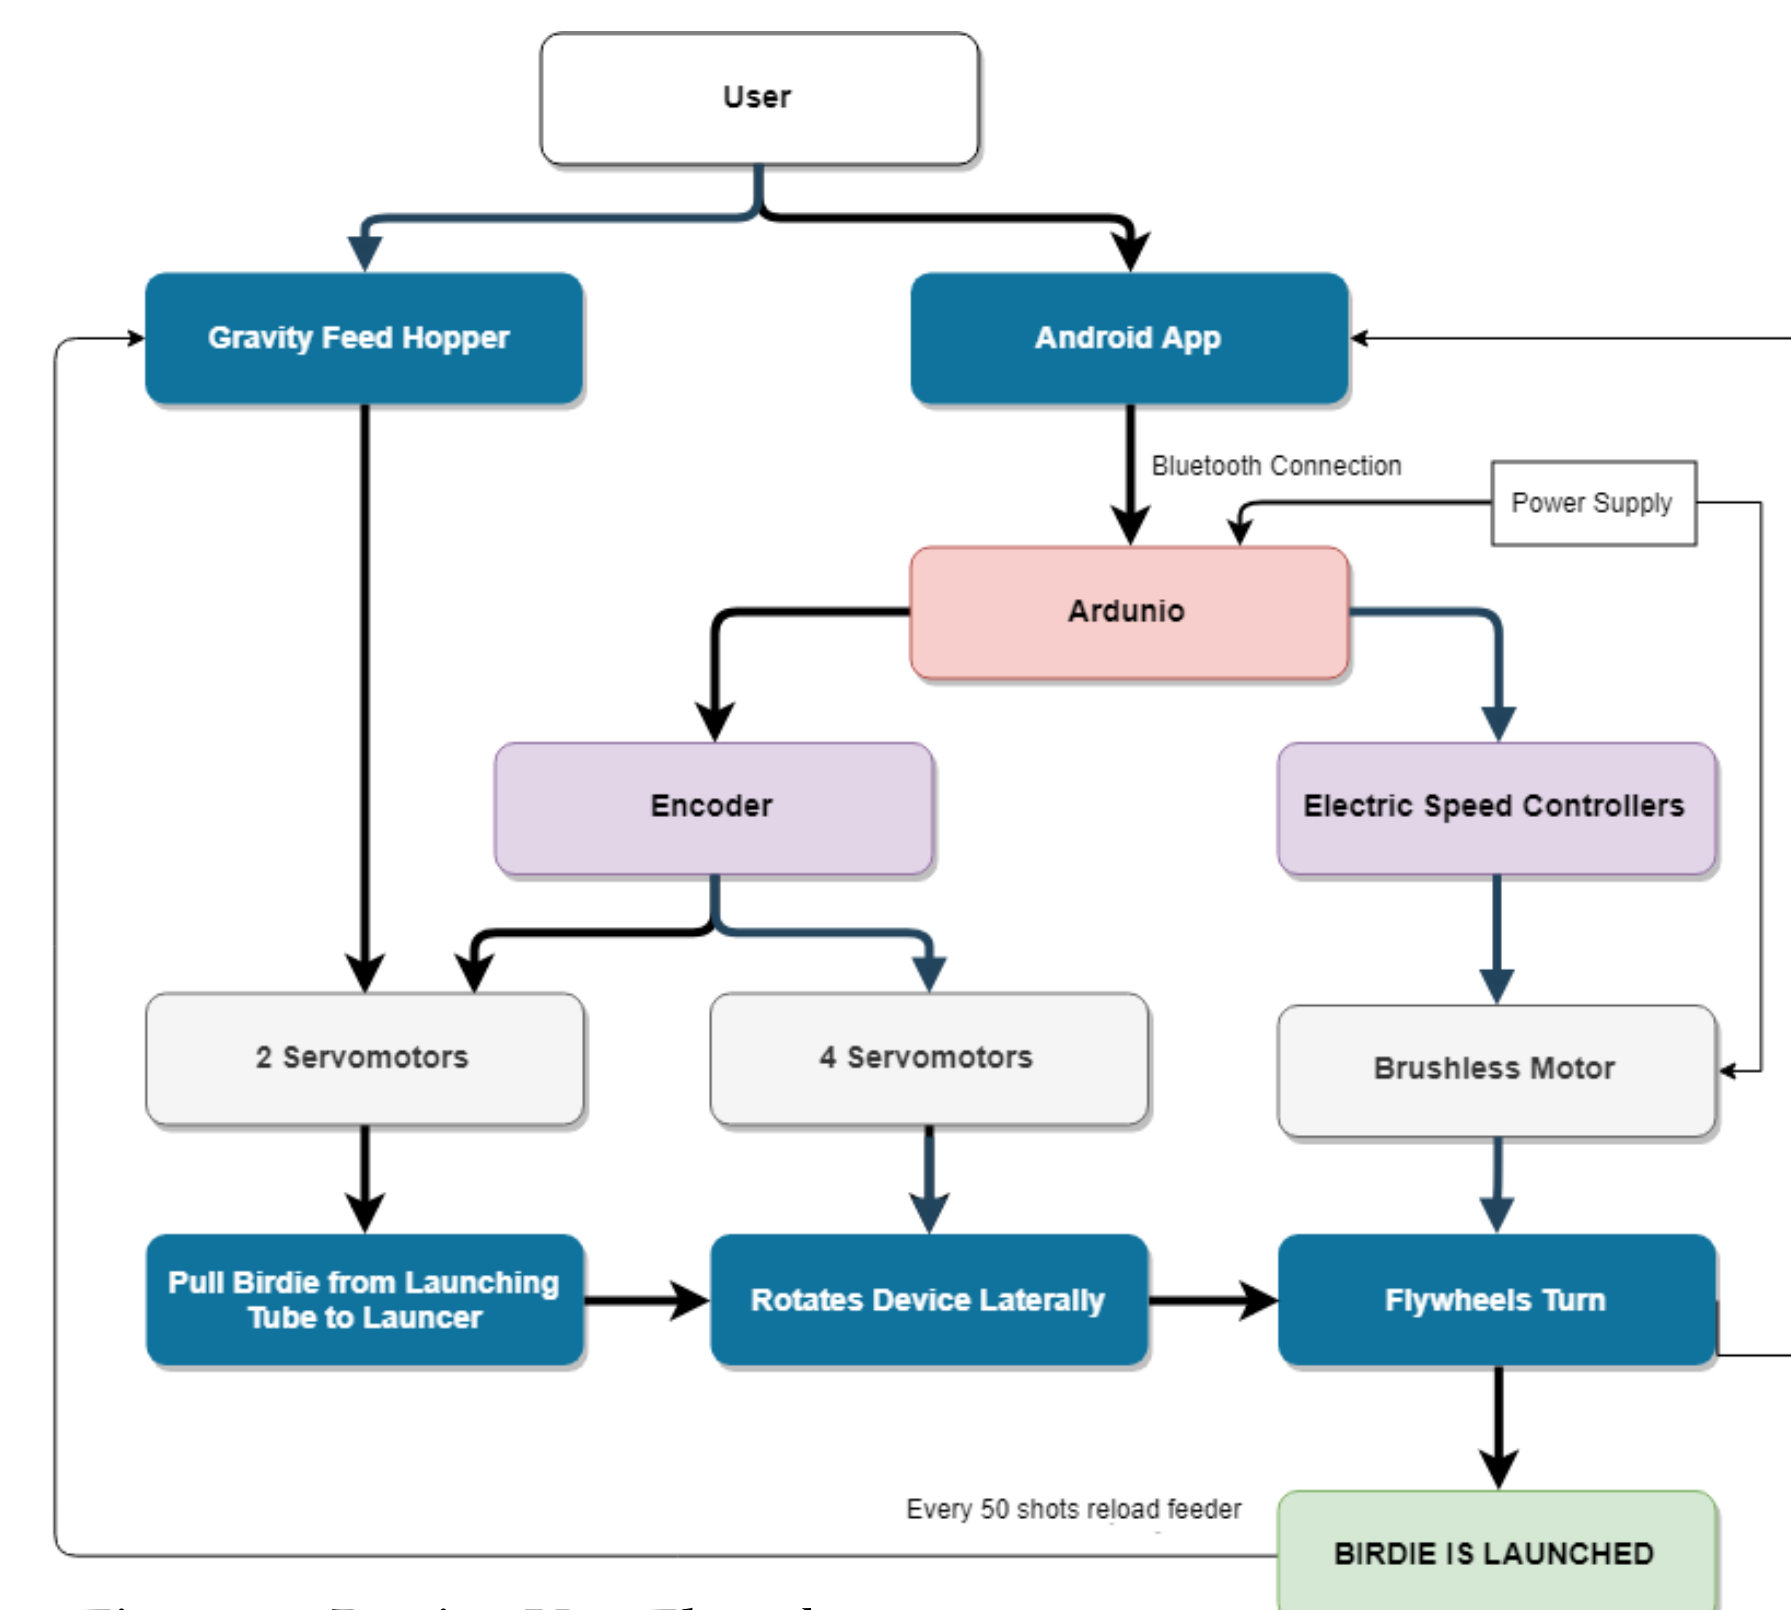 User
Gravity Feed Hopper
Android App
Bluetooth Connection
Power Supply
Ardunio
Encoder
Electric Speed Controllers
2 Servomotors
4 Servomotors
Brushless Motor
Pull Birdie from Launching
Tube to Launcer
Rotates Device Laterally
Flywheels Turn
Every 50 shots reload feeder
BIRDIE IS LAUNCHED